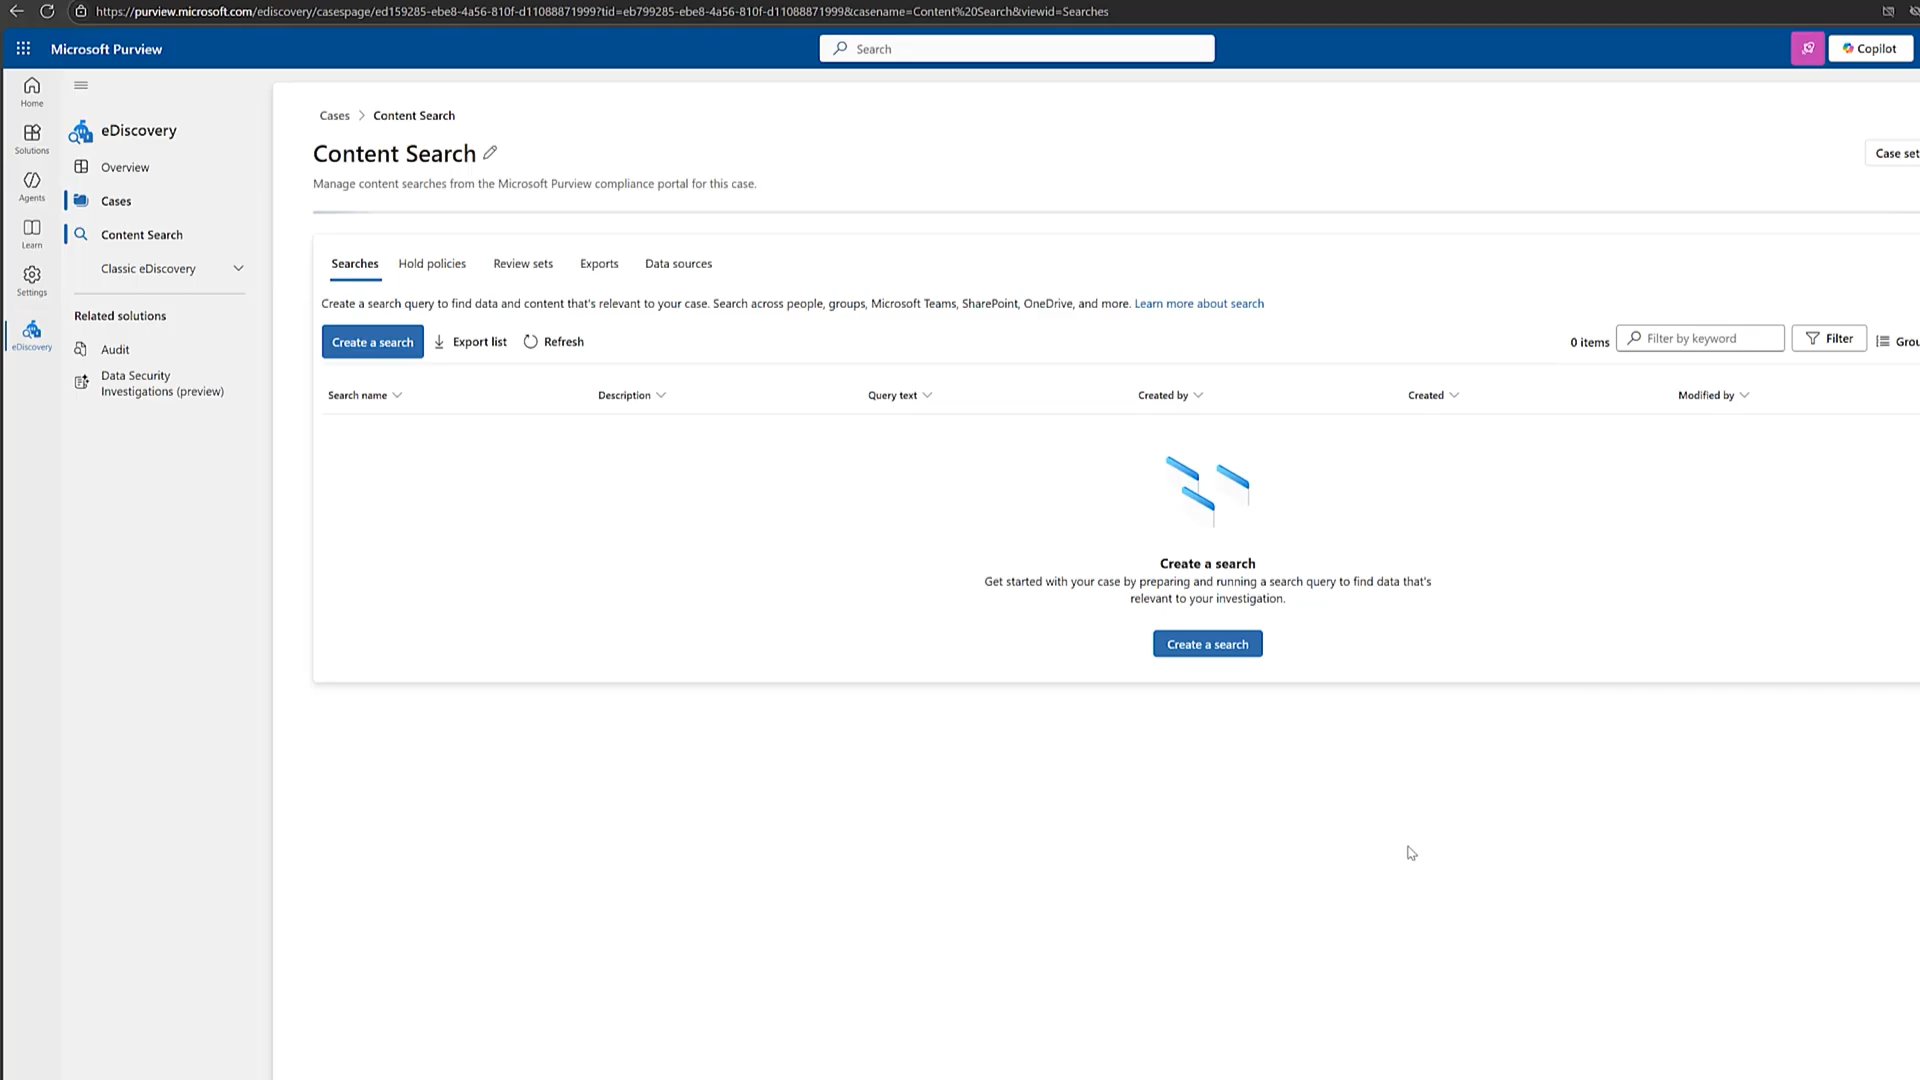 https://purview.microsoft.com/ediscovery/casespage/ed159285-ebe8-4a56-810f-d11088871999?tid=eb799285-ebe8-4a56-810f-d11088871999&casename=Content%20Search&viewid=Searches
Microsoft Purview
Search
Copilot
Home
Solutions
Agents
Learn
Settings
eDiscovery
eDiscovery
Overview
Cases
Content Search
Classic eDiscovery
Related solutions
Audit
Data Security
Investigations (preview)
Cases > Content Search
Content Search
Case set
Manage content searches from the Microsoft Purview compliance portal for this case.
Searches Hold policies Review sets Exports Data sources
Create a search query to find data and content that's relevant to your case. Search across people, groups, Microsoft Teams, SharePoint, OneDrive, and more. Learn more about search
Create a search Export list Refresh
0 items Filter by keyword Filter Grou
Search name Description Query text Created by Created Modified by
Create a search
Get started with your case by preparing and running a search query to find data that's
relevant to your investigation.
Create a search